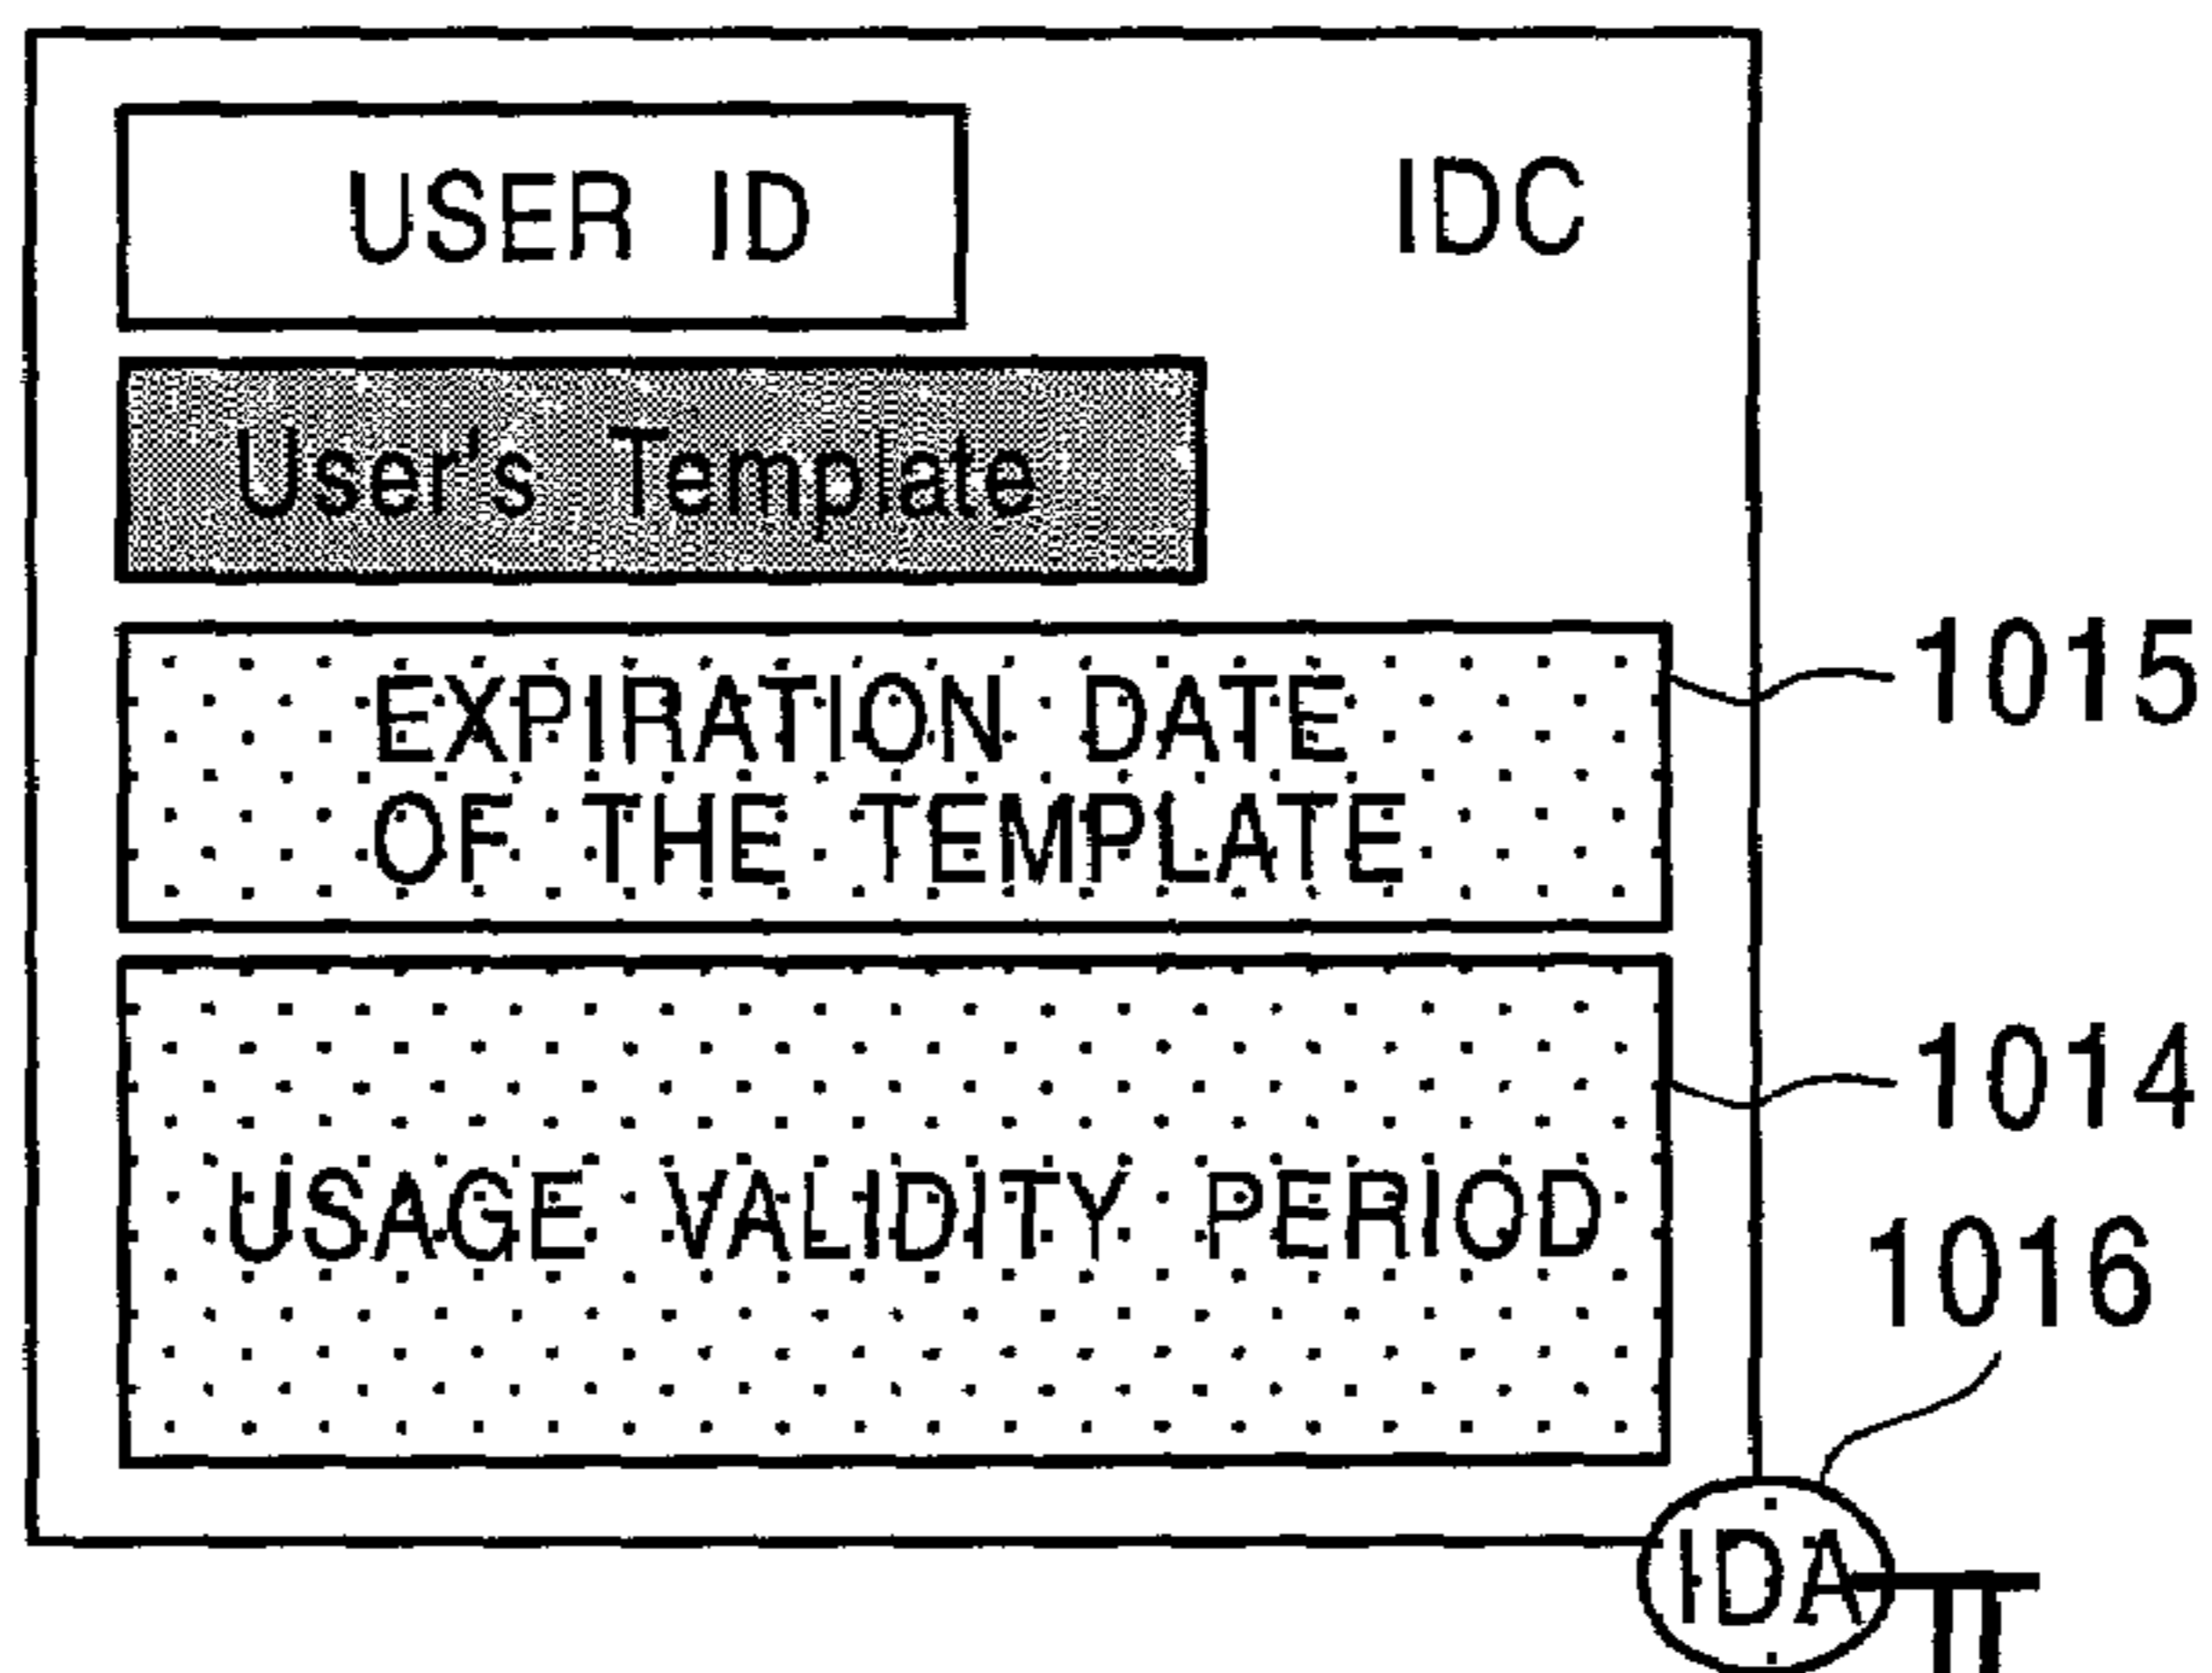 USER ID
IDC
User's Template
EXPIRATION DATE
OF THE TEMPLATE
1015
USAGE VALIDITY PERIOD
1014
1016
IDA